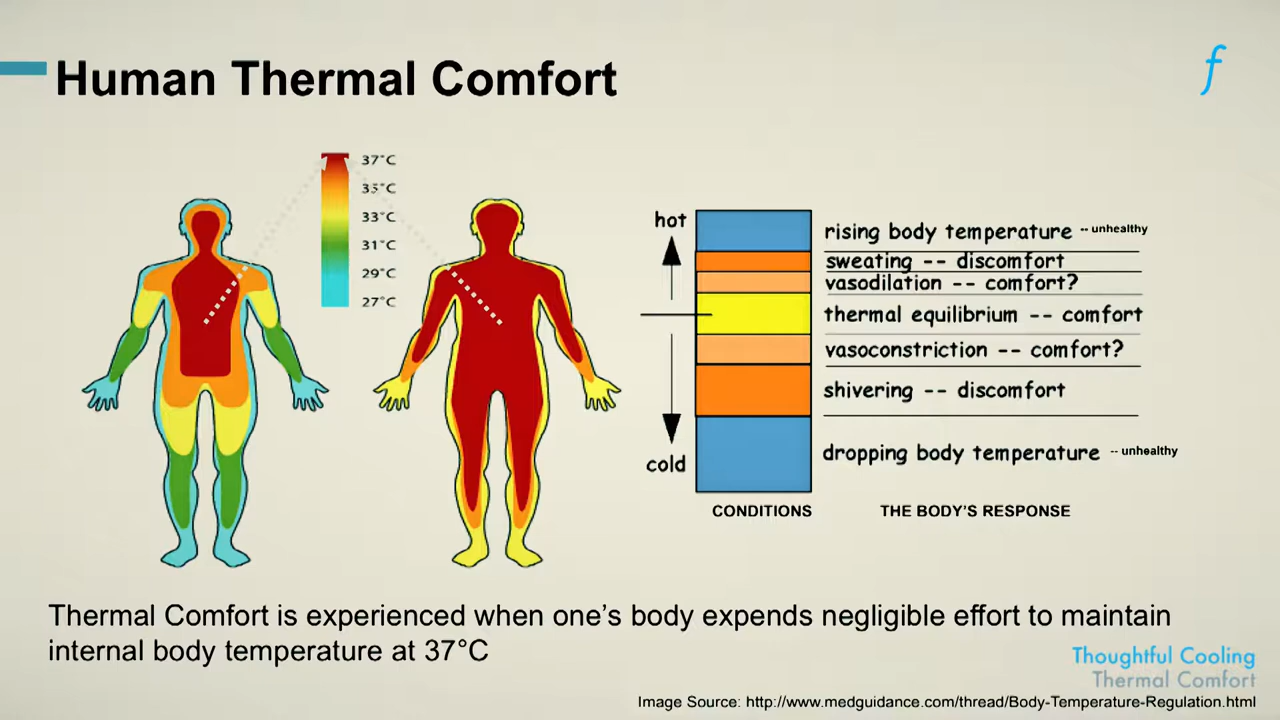 Human Thermal Comfort
f
37°C
35°C
33°C
31°C
29°C
27°C
hot
cold
rising body temperature -- unhealthy
sweating -- discomfort
vasodilation -- comfort?
thermal equilibrium -- comfort
vasoconstriction -- comfort?
shivering -- discomfort
dropping body temperature -- unhealthy
CONDITIONS
THE BODY'S RESPONSE
Thermal Comfort is experienced when one's body expends negligible effort to maintain
internal body temperature at 37°C
Thoughtful Cooling
Thermal Comfort
Image Source: http://www.medguidance.com/thread/Body-Temperature-Regulation.html